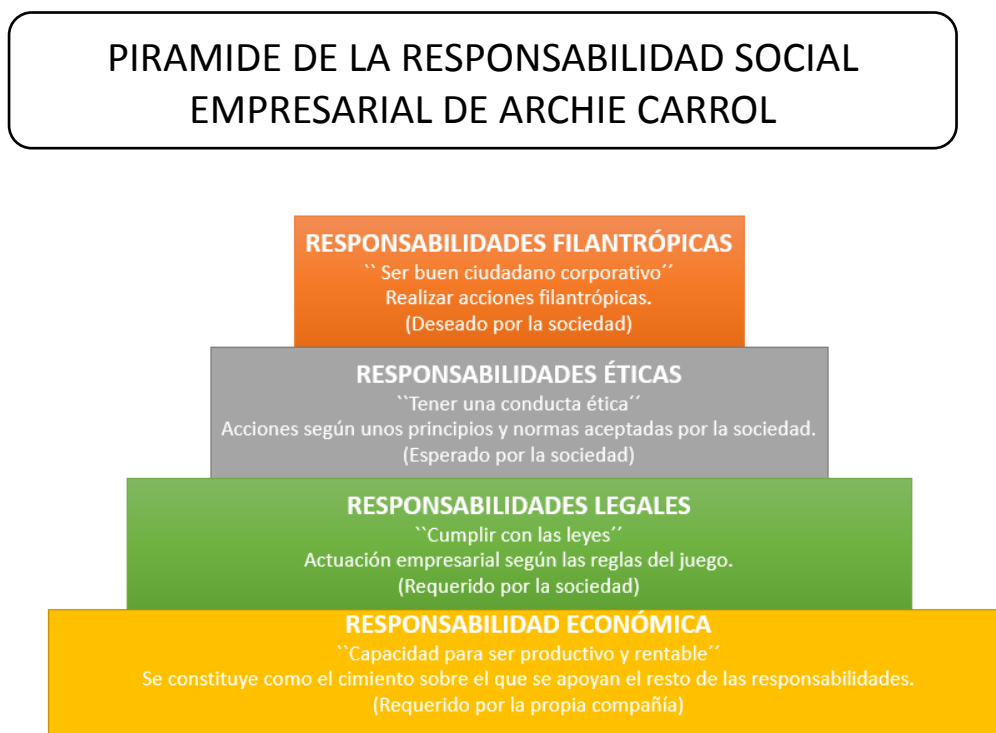 PIRAMIDE DE LA RESPONSABILIDAD SOCIAL
EMPRESARIAL DE ARCHIE CARROL
RESPONSABILIDADES FILANTRÓPICAS
`` Ser buen ciudadano corporativo´´
Realizar acciones filantrópicas.
(Deseado por la sociedad)
RESPONSABILIDADES ÉTICAS
``Tener una conducta ética´´
Acciones según unos principios y normas aceptadas por la sociedad.
(Esperado por la sociedad)
RESPONSABILIDADES LEGALES
``Cumplir con las leyes´´
Actuación empresarial según las reglas del juego.
(Requerido por la sociedad)
RESPONSABILIDAD ECONÓMICA
``Capacidad para ser productivo y rentable´´
Se constituye como el cimiento sobre el que se apoyan el resto de las responsabilidades.
(Requerido por la propia compañía)